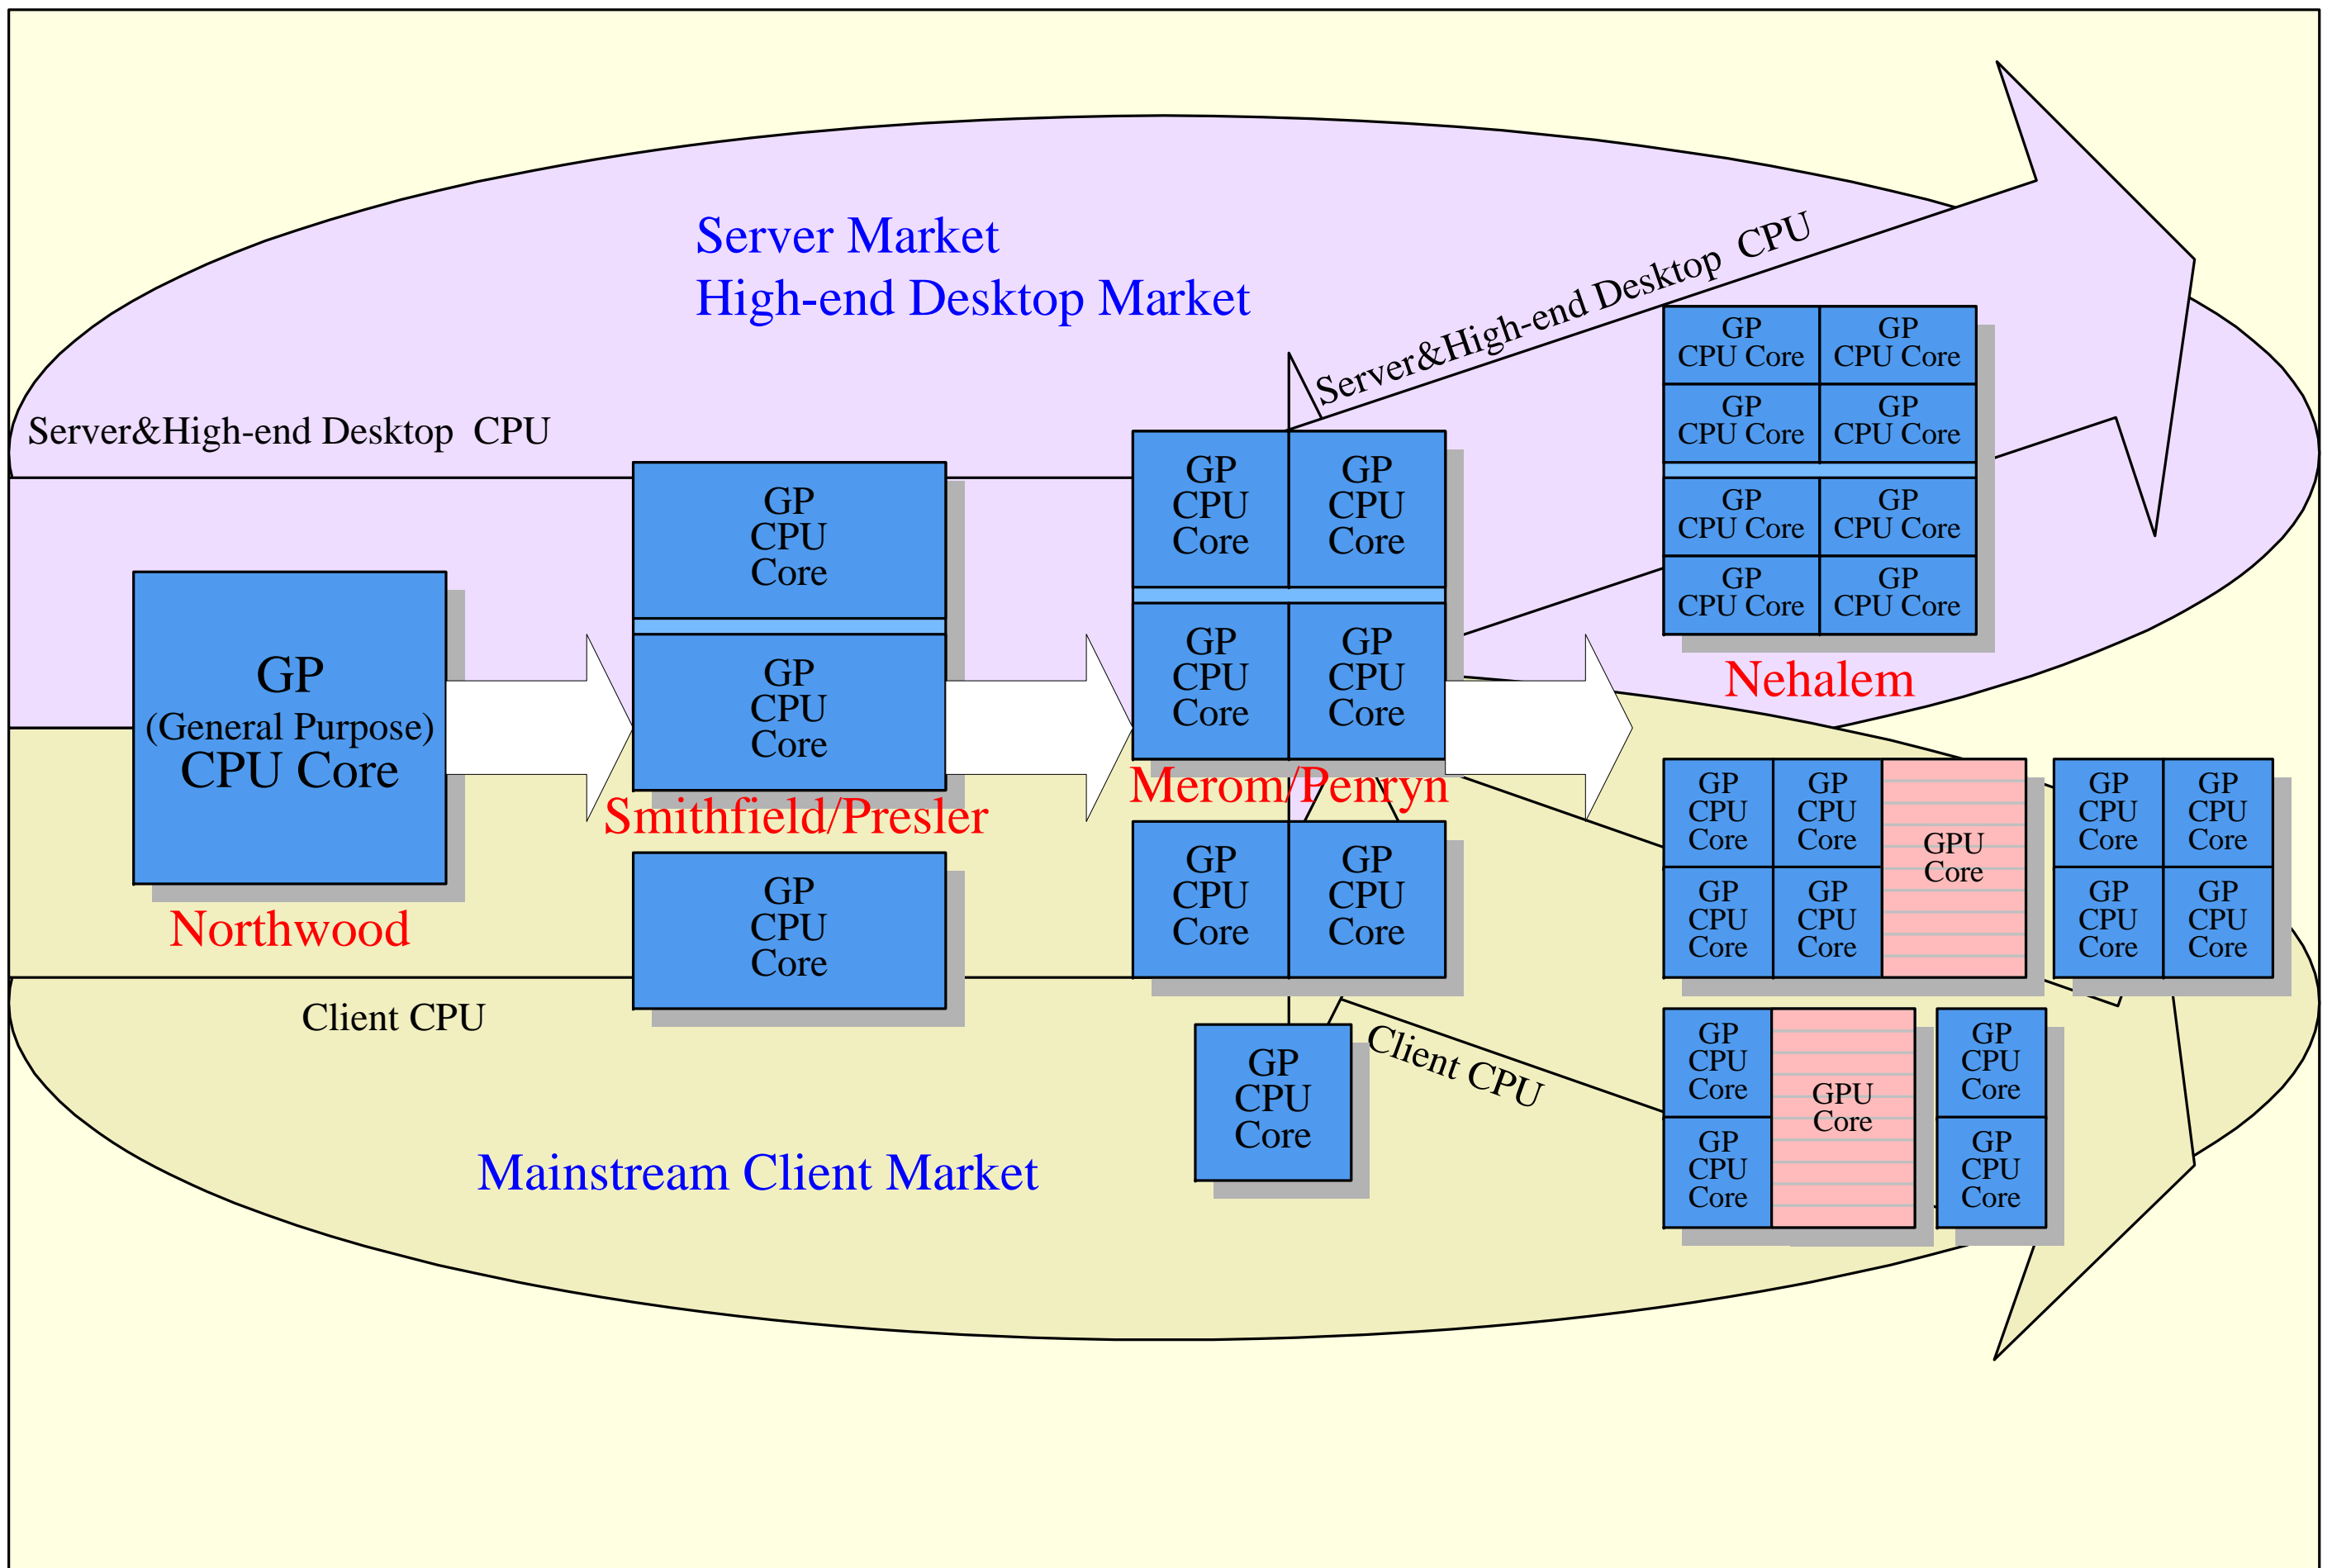 Server Market
High-end Desktop Market
Server&High-end Desktop  CPU
Server&High-end Desktop  CPU
GP
(General Purpose)
CPU Core
Northwood
GP
CPU
Core
GP
CPU
Core
Smithfield/Presler
GP
CPU
Core
GP
CPU
Core
GP
CPU
Core
GP
CPU
Core
GP
CPU
Core
Merom/Penryn
GP
CPU
Core
GP
CPU
Core
GP
CPU
Core
GP
CPU Core
GP
CPU Core
GP
CPU Core
GP
CPU Core
GP
CPU Core
GP
CPU Core
GP
CPU Core
GP
CPU Core
Nehalem
GP
CPU
Core
GP
CPU
Core
GP
CPU
Core
GP
CPU
Core
GPU
Core
GP
CPU
Core
GP
CPU
Core
GP
CPU
Core
GP
CPU
Core
GP
CPU
Core
GP
CPU
Core
GPU
Core
GP
CPU
Core
GP
CPU
Core
Client CPU
Client CPU
Mainstream Client Market